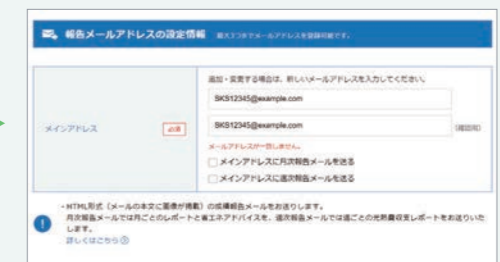 報告メールアドレスの設定情報 最大3つまでメールアドレスを登録可能です。
追加・変更する場合は、新しいメールアドレスを入力してください。
SKS12345@example.com
メインアドレス 必須 SKS12345@example.com (確認用)
メールアドレスが一致しません。
メインアドレスに月次報告メールを送る
メインアドレスに週次報告メールを送る
・HTML形式（メールの本文に画像が掲載）の成績報告メールをお送りします。
月次報告メールでは月ごとのレポートと省エネアドバイスを、週次報告メールでは週ごとの光熱費収支レポートをお送りいた
します。
詳しくはこちら